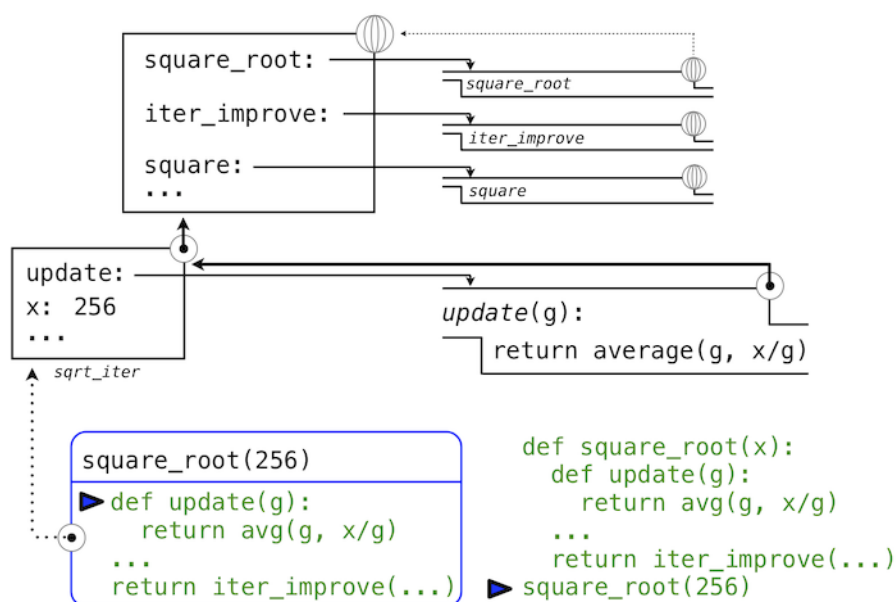 square_root:
square_root
iter_improve:
iter_improve
square:
square
...
update:
x: 256
...
sqrt_iter
update(g):
return average(g, x/g)
square_root(256)
def update(g):
return avg(g, x/g)
...
return iter_improve(...)
def square_root(x):
def update(g):
return avg(g, x/g)
...
return iter_improve(...)
square_root(256)